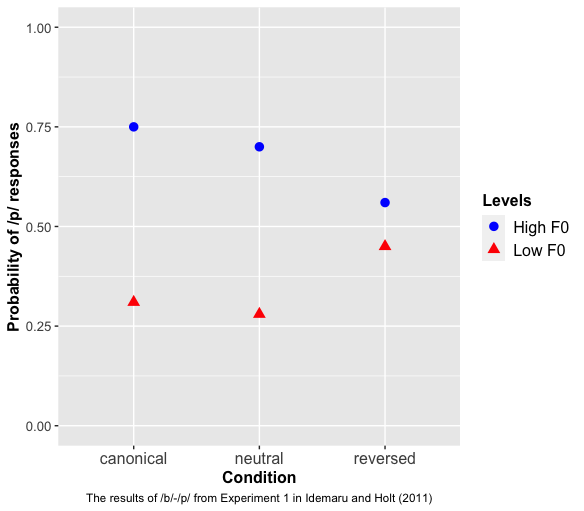 1.00
0.75
0.50
0.25
0.00
Probability of /p/ responses
canonical neutral reversed
Condition
The results of /b/-/p/ from Experiment 1 in Idemaru and Holt (2011)
Levels
High F0
Low F0